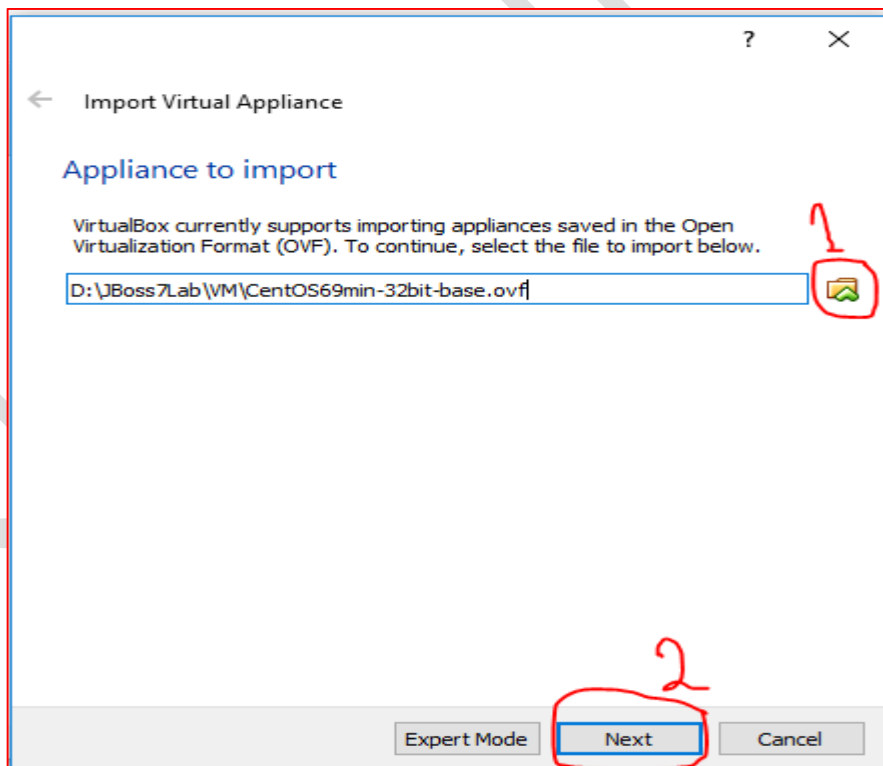 ?
Import Virtual Appliance
Appliance to import
VirtualBox currently supports importing appliances saved in the Open
Virtualization Format (OVF). To continue, select the file to import below.
D:\JBoss7Lab\VM\CentOS69min-32bit-base.ovf
1
2
Expert Mode
Next
Cancel